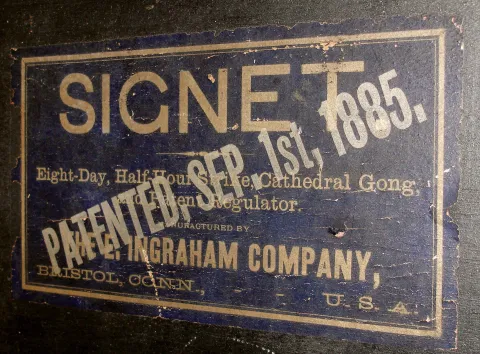 SIGNET
PATENTED, SEP. 1st, 1885.
Eight-Day, Half-Hour Strike, Cathedral Gong,
and Patent Regulator.
MANUFACTURED BY
THE E. INGRAHAM COMPANY,
BRISTOL, CONN., - - U. S. A.